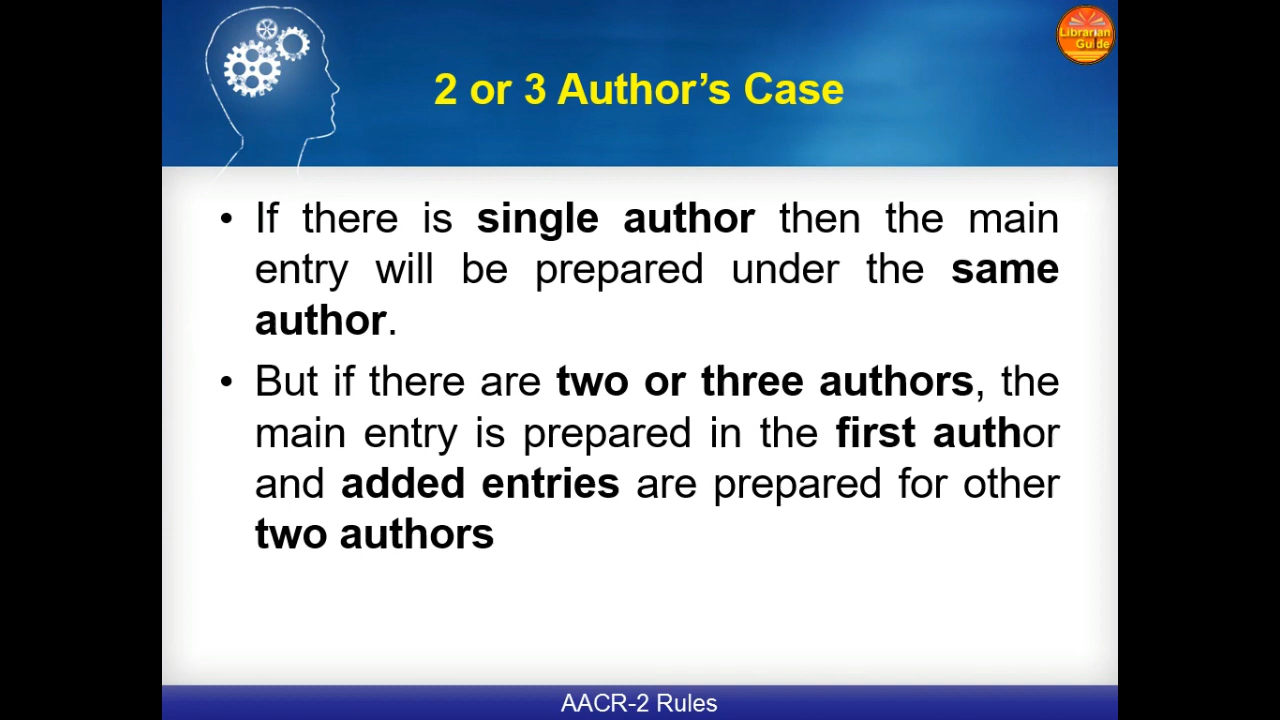 Librarian
Guide
2 or 3 Author’s Case
• If there is single author then the main
entry will be prepared under the same
author.
• But if there are two or three authors, the
main entry is prepared in the first author
and added entries are prepared for other
two authors
AACR-2 Rules